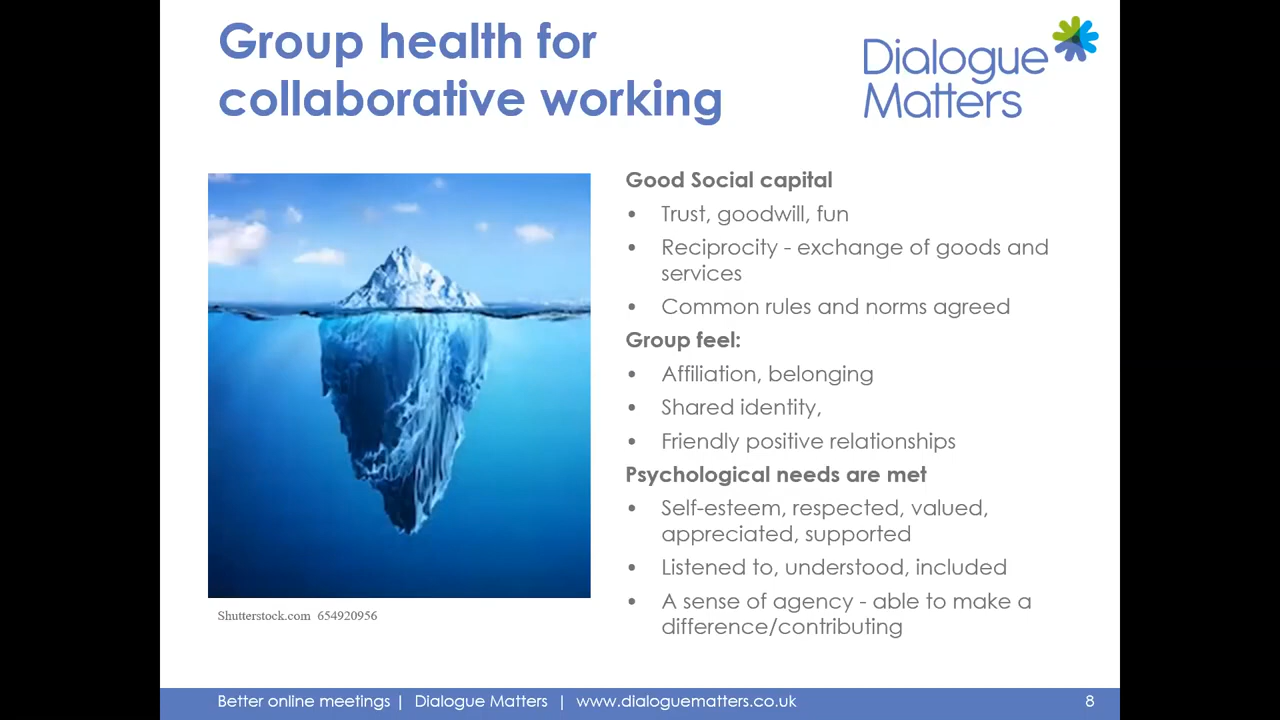 Group health for
collaborative working
Dialogue
Matters
Good Social capital
• Trust, goodwill, fun
• Reciprocity - exchange of goods and
services
• Common rules and norms agreed
Group feel:
• Affiliation, belonging
• Shared identity,
• Friendly positive relationships
Psychological needs are met
• Self-esteem, respected, valued,
appreciated, supported
• Listened to, understood, included
• A sense of agency - able to make a
difference/contributing
Shutterstock.com 654920956
Better online meetings | Dialogue Matters | www.dialoguematters.co.uk 8